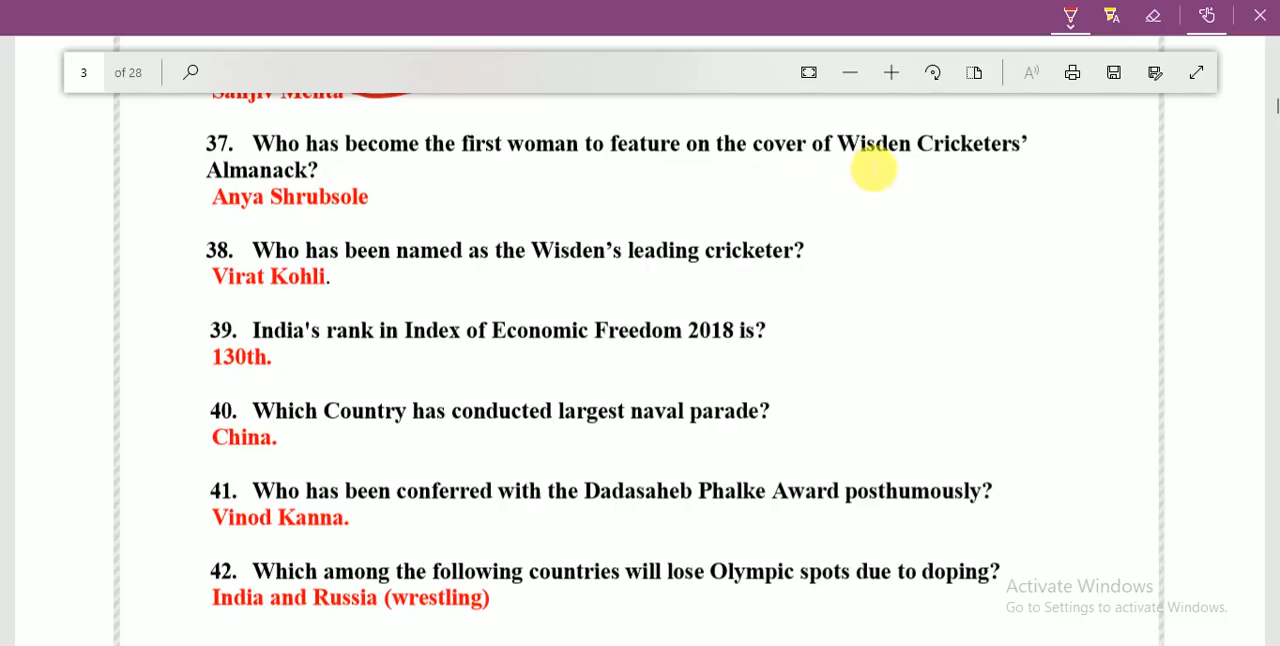 3 of 28
Sanjiv Mehta
37. Who has become the first woman to feature on the cover of Wisden Cricketers’
Almanack?
Anya Shrubsole
38. Who has been named as the Wisden’s leading cricketer?
Virat Kohli.
39. India's rank in Index of Economic Freedom 2018 is?
130th.
40. Which Country has conducted largest naval parade?
China.
41. Who has been conferred with the Dadasaheb Phalke Award posthumously?
Vinod Kanna.
42. Which among the following countries will lose Olympic spots due to doping?
India and Russia (wrestling)
Activate Windows
Go to Settings to activate Windows.